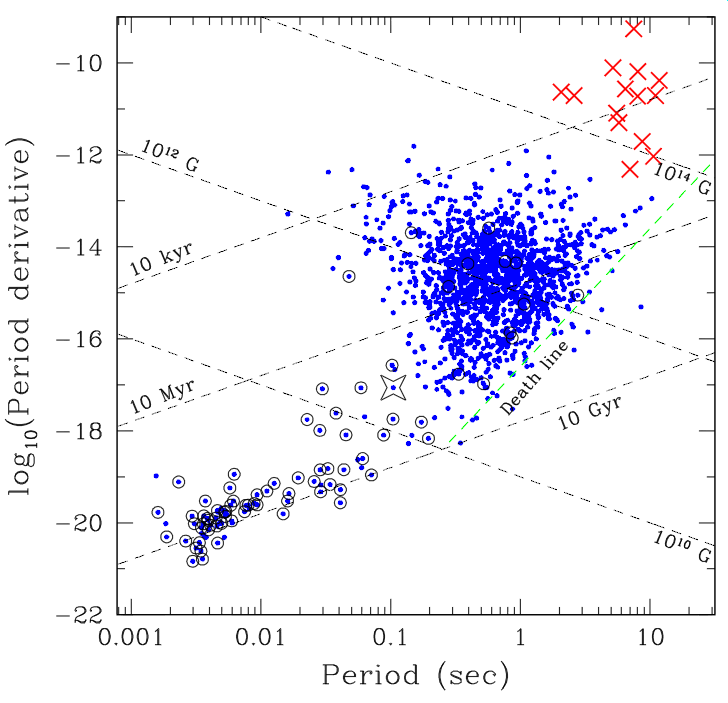 −10
−12
−14
−16
−18
−20
−22
log₁₀(Period derivative)
10¹² G
10¹⁴ G
10 kyr
10 Myr
Death line
10 Gyr
10¹⁰ G
0.001
0.01
0.1
1
10
Period (sec)